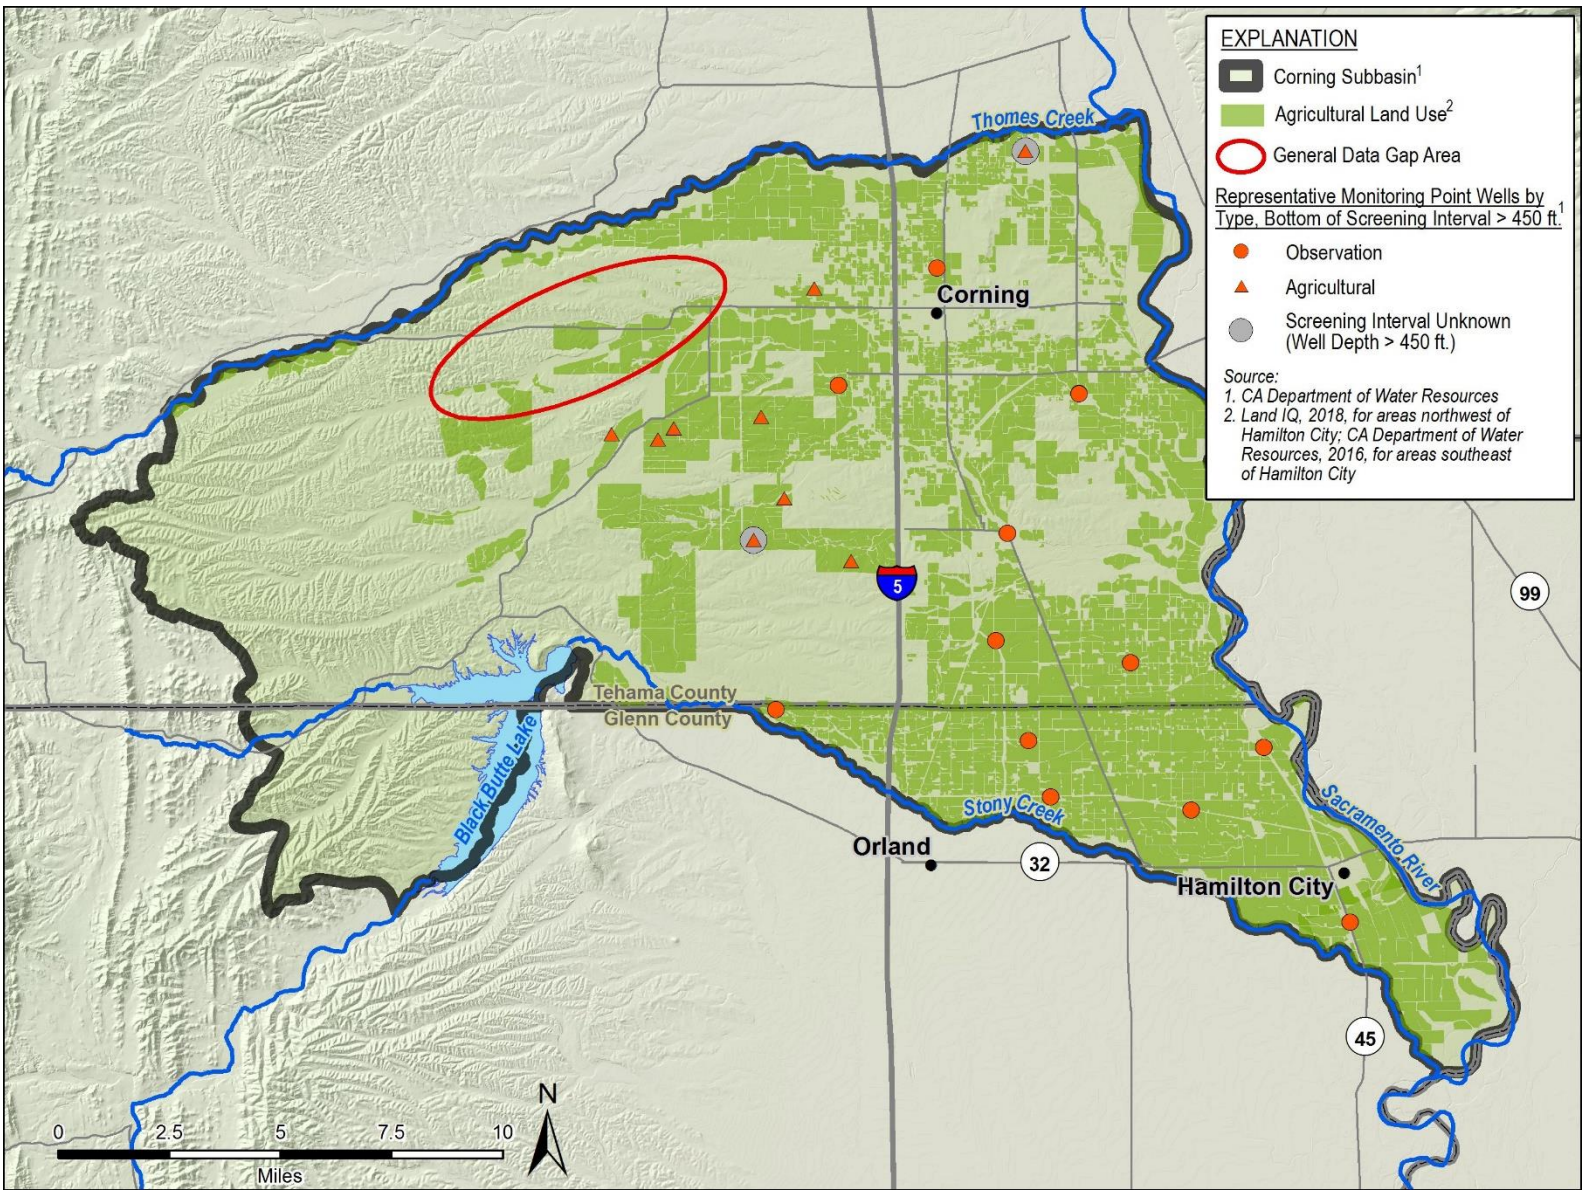 EXPLANATION
Corning Subbasin1
Agricultural Land Use2
General Data Gap Area
Representative Monitoring Point Wells by
Type, Bottom of Screening Interval > 450 ft.1
Observation
Agricultural
Screening Interval Unknown
(Well Depth > 450 ft.)
Source:
1. CA Department of Water Resources
2. Land IQ, 2018, for areas northwest of
Hamilton City; CA Department of Water
Resources, 2016, for areas southeast
of Hamilton City
Thomes Creek
Corning
5
99
Tehama County
Glenn County
Black Butte Lake
Stony Creek
Sacramento River
Orland
32
Hamilton City
45
N
0 2.5 5 7.5 10
Miles